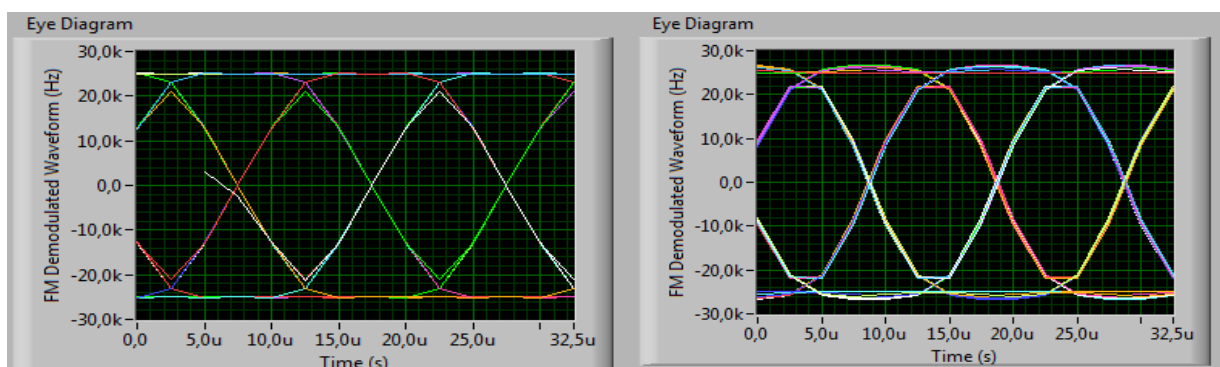 Eye Diagram
FM Demodulated Waveform (Hz)
30,0k
20,0k
10,0k
0,0
-10,0k
-20,0k
-30,0k
0,0 5,0u 10,0u 15,0u 20,0u 25,0u 32,5u
Time (s)
Eye Diagram
FM Demodulated Waveform (Hz)
30,0k
20,0k
10,0k
0,0
-10,0k
-20,0k
-30,0k
0,0 5,0u 10,0u 15,0u 20,0u 25,0u 32,5u
Time (s)